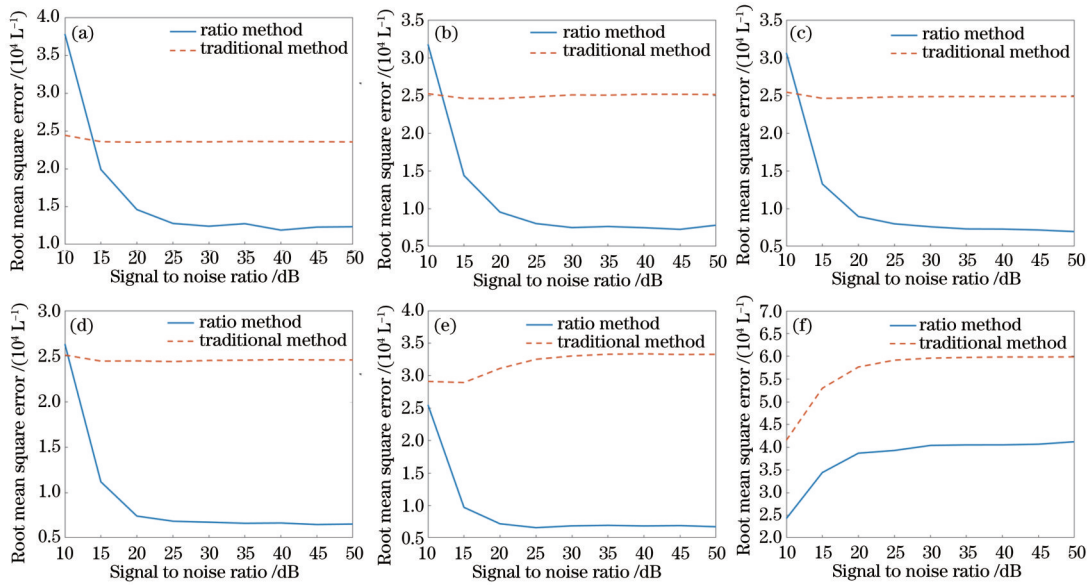 (a)
ratio method
traditional method
Root mean square error /(10⁴ L⁻¹)
4.0
3.5
3.0
2.5
2.0
1.5
1.0
10 15 20 25 30 35 40 45 50
Signal to noise ratio /dB
(b)
ratio method
traditional method
Root mean square error /(10⁴ L⁻¹)
3.5
3.0
2.5
2.0
1.5
1.0
0.5
10 15 20 25 30 35 40 45 50
Signal to noise ratio /dB
(c)
ratio method
traditional method
Root mean square error /(10⁴ L⁻¹)
3.5
3.0
2.5
2.0
1.5
1.0
0.5
10 15 20 25 30 35 40 45 50
Signal to noise ratio /dB
(d)
ratio method
traditional method
Root mean square error /(10⁴ L⁻¹)
3.0
2.5
2.0
1.5
1.0
0.5
10 15 20 25 30 35 40 45 50
Signal to noise ratio /dB
(e)
ratio method
traditional method
Root mean square error /(10⁴ L⁻¹)
4.0
3.5
3.0
2.5
2.0
1.5
1.0
0.5
10 15 20 25 30 35 40 45 50
Signal to noise ratio /dB
(f)
ratio method
traditional method
Root mean square error /(10⁴ L⁻¹)
7.0
6.5
6.0
5.5
5.0
4.5
4.0
3.5
3.0
2.5
2.0
10 15 20 25 30 35 40 45 50
Signal to noise ratio /dB